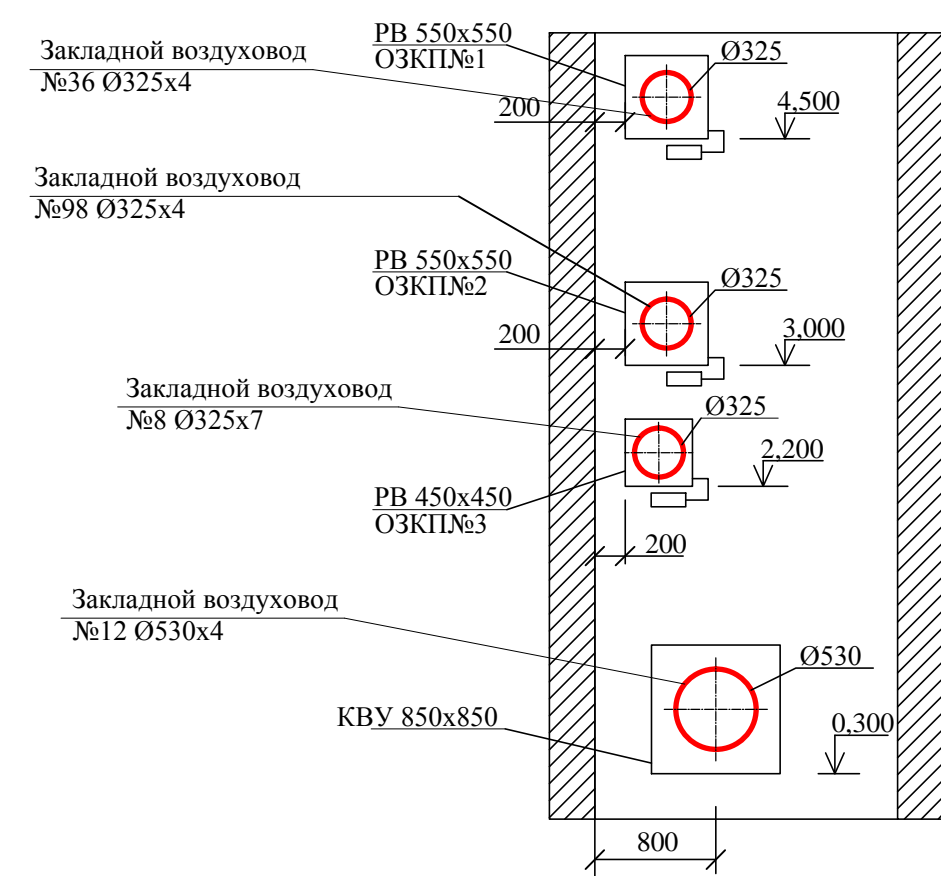 Закладной воздуховод
№36 Ø325х4
РВ 550х550
ОЗКП№1
Ø325
200
4,500
Закладной воздуховод
№98 Ø325х4
РВ 550х550
ОЗКП№2
Ø325
200
3,000
Закладной воздуховод
№8 Ø325х7
Ø325
2,200
РВ 450х450
ОЗКП№3
200
Закладной воздуховод
№12 Ø530х4
Ø530
КВУ 850х850
0,300
800